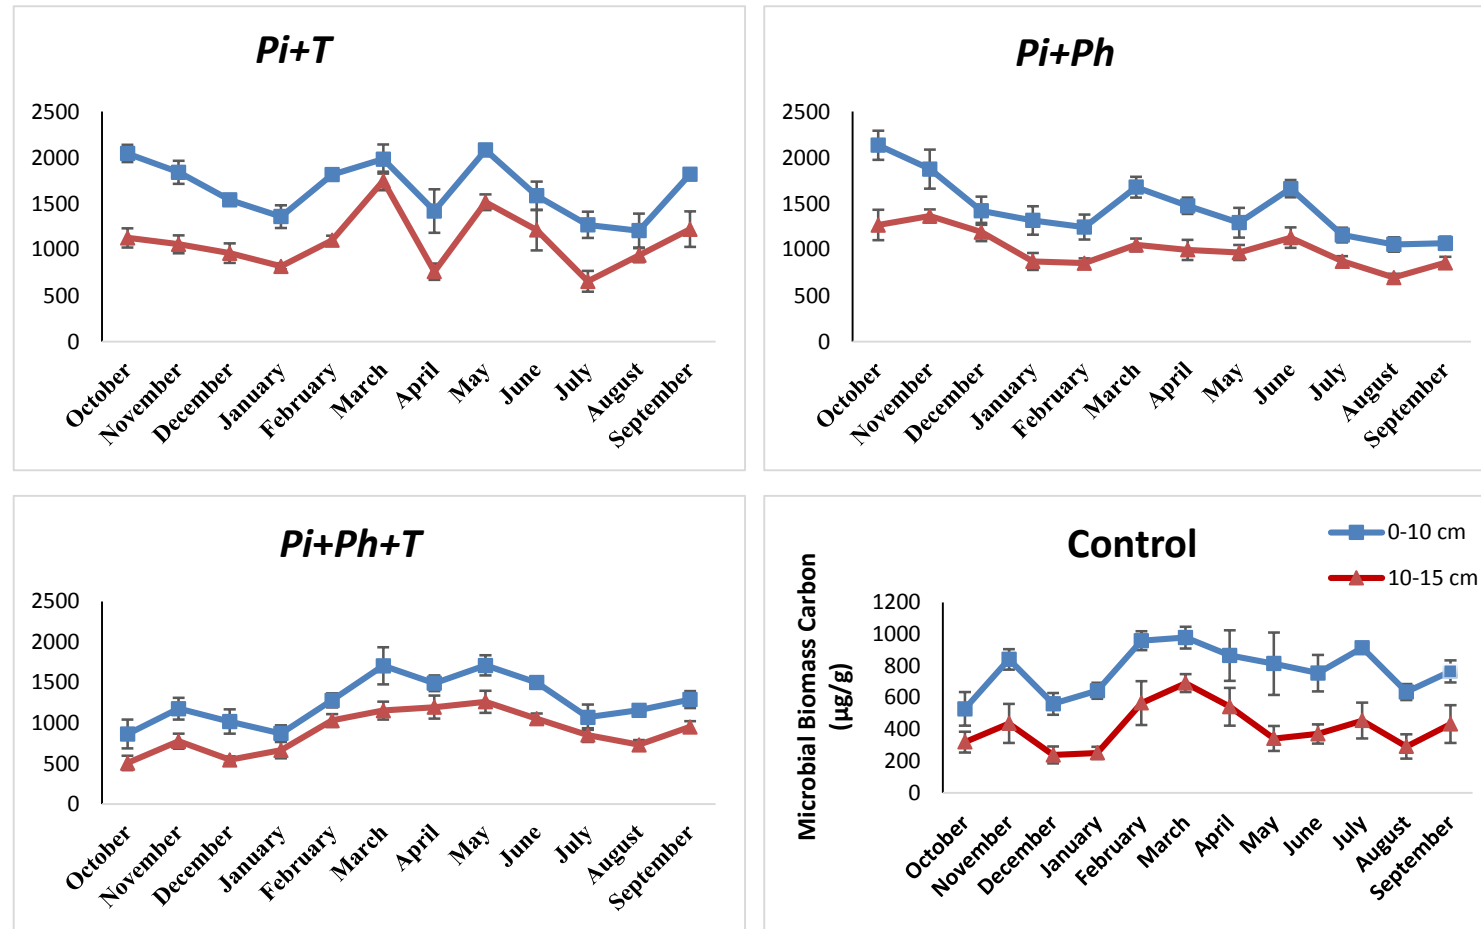 Pi+T
2500
2000
1500
1000
500
0
October
November
December
January
February
March
April
May
June
July
August
September
Pi+Ph
2500
2000
1500
1000
500
0
October
November
December
January
February
March
April
May
June
July
August
September
Pi+Ph+T
2500
2000
1500
1000
500
0
October
November
December
January
February
March
April
May
June
July
August
September
Control
0-10 cm
10-15 cm
Microbial Biomass Carbon
(µg/g)
1200
1000
800
600
400
200
0
October
November
December
January
February
March
April
May
June
July
August
September